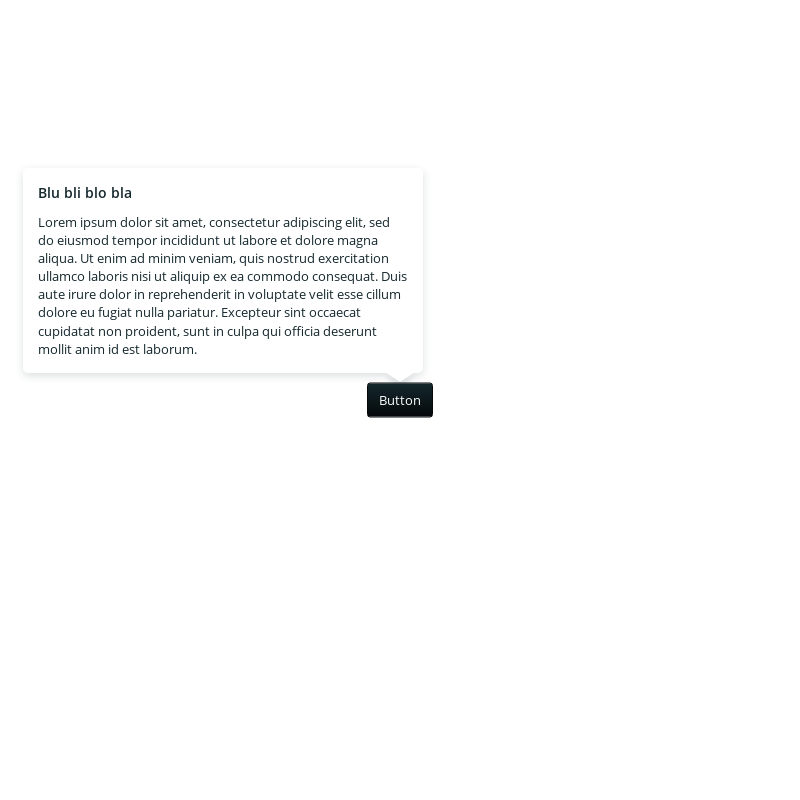 Blu bli blo bla
Lorem ipsum dolor sit amet, consectetur adipiscing elit, sed
do eiusmod tempor incididunt ut labore et dolore magna
aliqua. Ut enim ad minim veniam, quis nostrud exercitation
ullamco laboris nisi ut aliquip ex ea commodo consequat. Duis
aute irure dolor in reprehenderit in voluptate velit esse cillum
dolore eu fugiat nulla pariatur. Excepteur sint occaecat
cupidatat non proident, sunt in culpa qui officia deserunt
mollit anim id est laborum.
Button